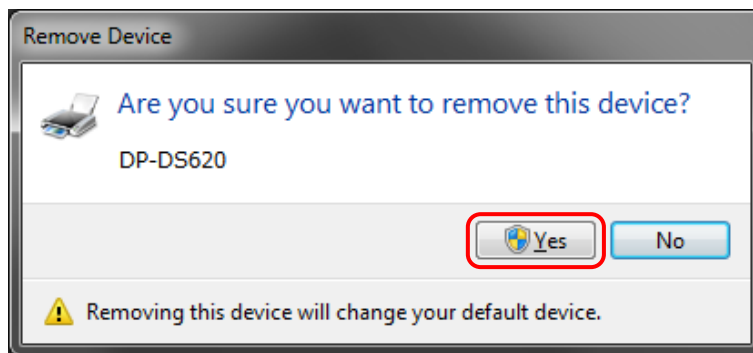 Remove Device
Are you sure you want to remove this device?
DP-DS620
Yes
No
Removing this device will change your default device.